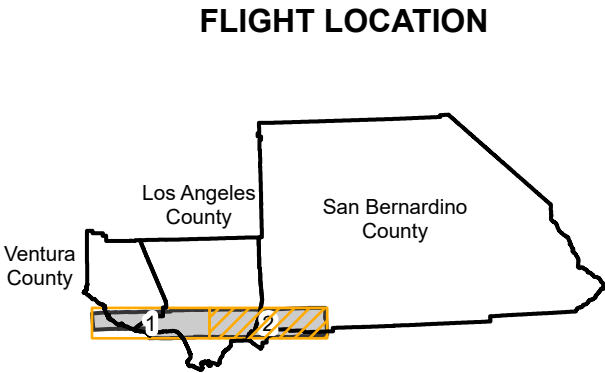 FLIGHT LOCATION
Los Angeles
County
San Bernardino
County
Ventura
County
1
2